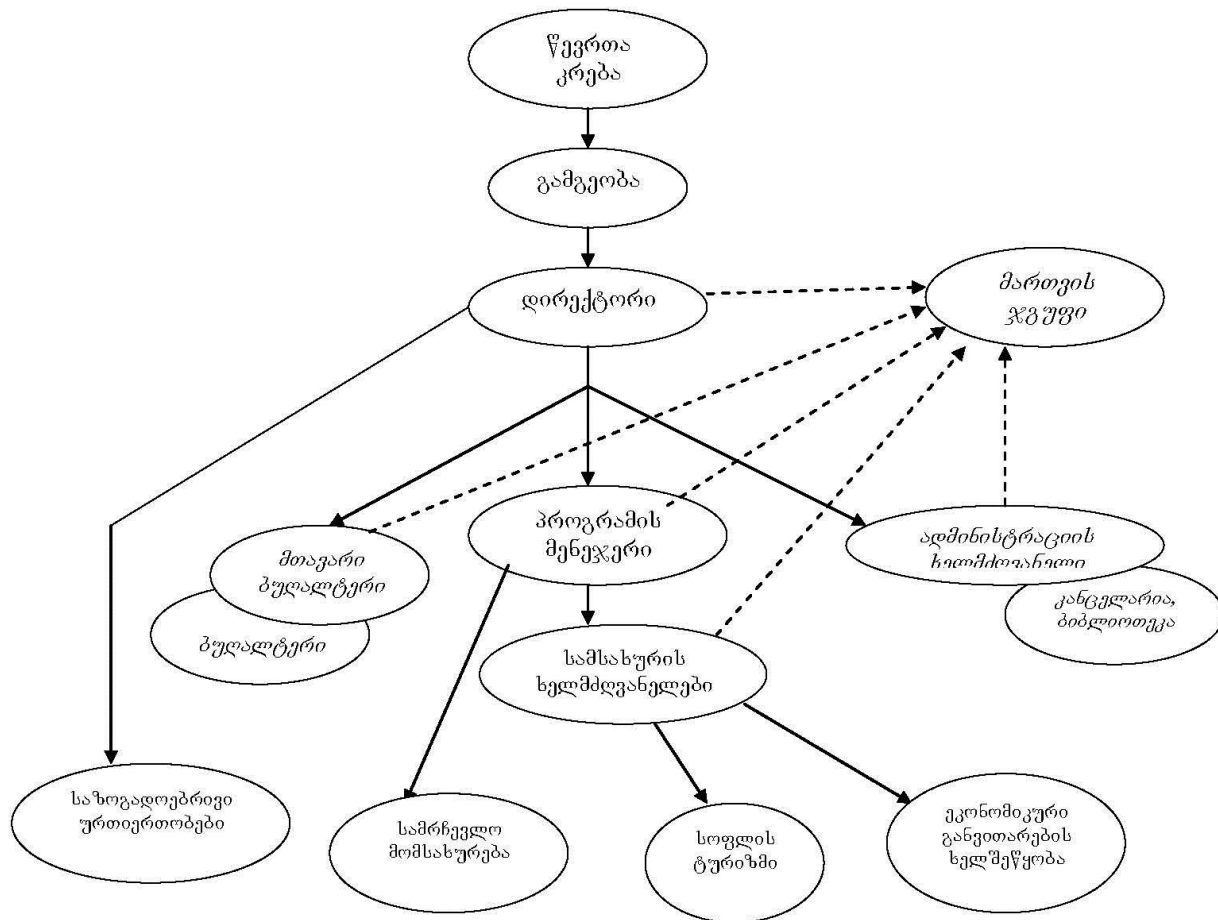 წევრთა
კრება
გამგეობა
დირექტორი
მართვის
ჯგუფი
პროგრამის
მენეჯერი
ადმინისტრაციის
ხელმძღვანელი
მთავარი
ბუღალტერი
კანცელარია,
ბიბლიოთეკა
ბუღალტერი
სამსახურის
ხელმძღვანელები
საზოგადოებრივი
ურთიერთობები
სამრჩევლო
მომსახურება
სოფლის
ტურიზმი
ეკონომიკური
განვითარების
ხელშეწყობა